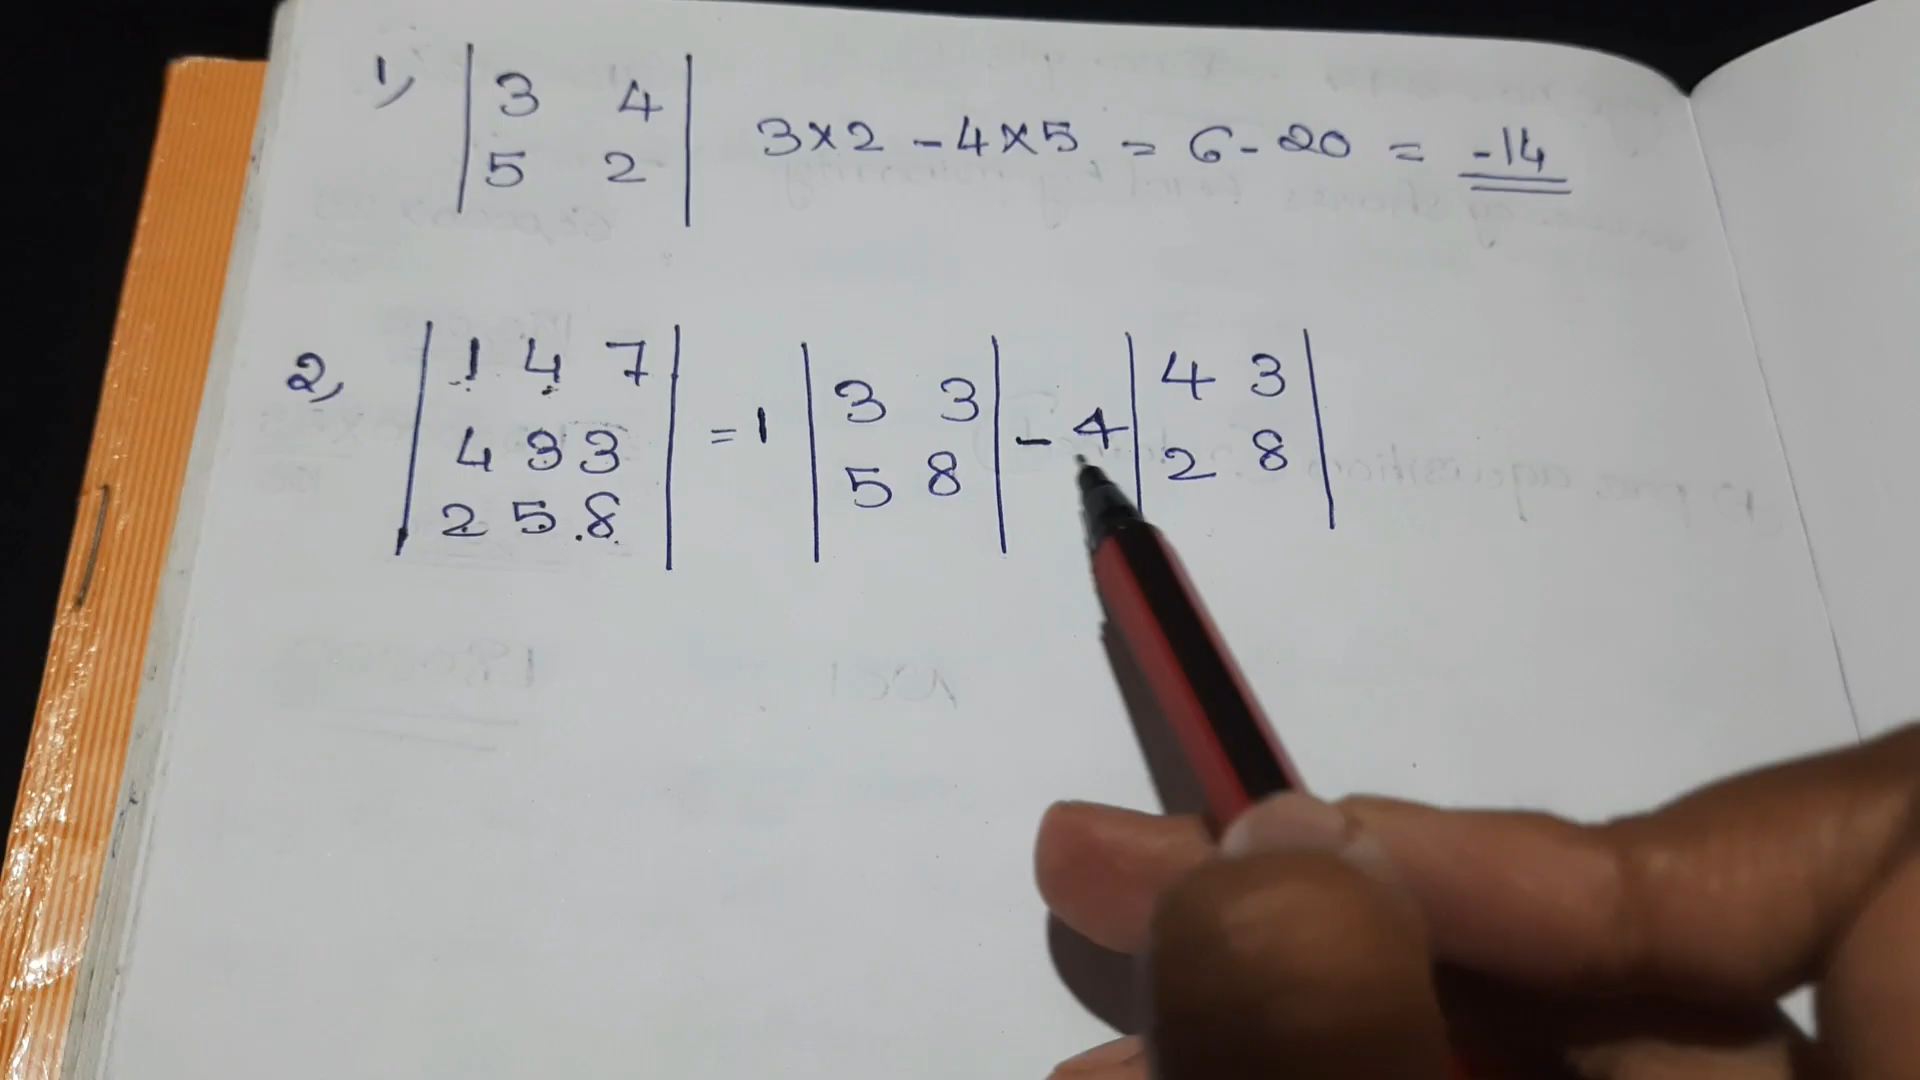 1) | 3 4 | 3×2 - 4×5 = 6 - 20 = -14
| 5 2 |
2) | 1 4 7 | = 1 | 3 3 | - 4 | 4 3 |
| 4 3 3 | | 5 8 | | 2 8 |
| 2 5 8 |